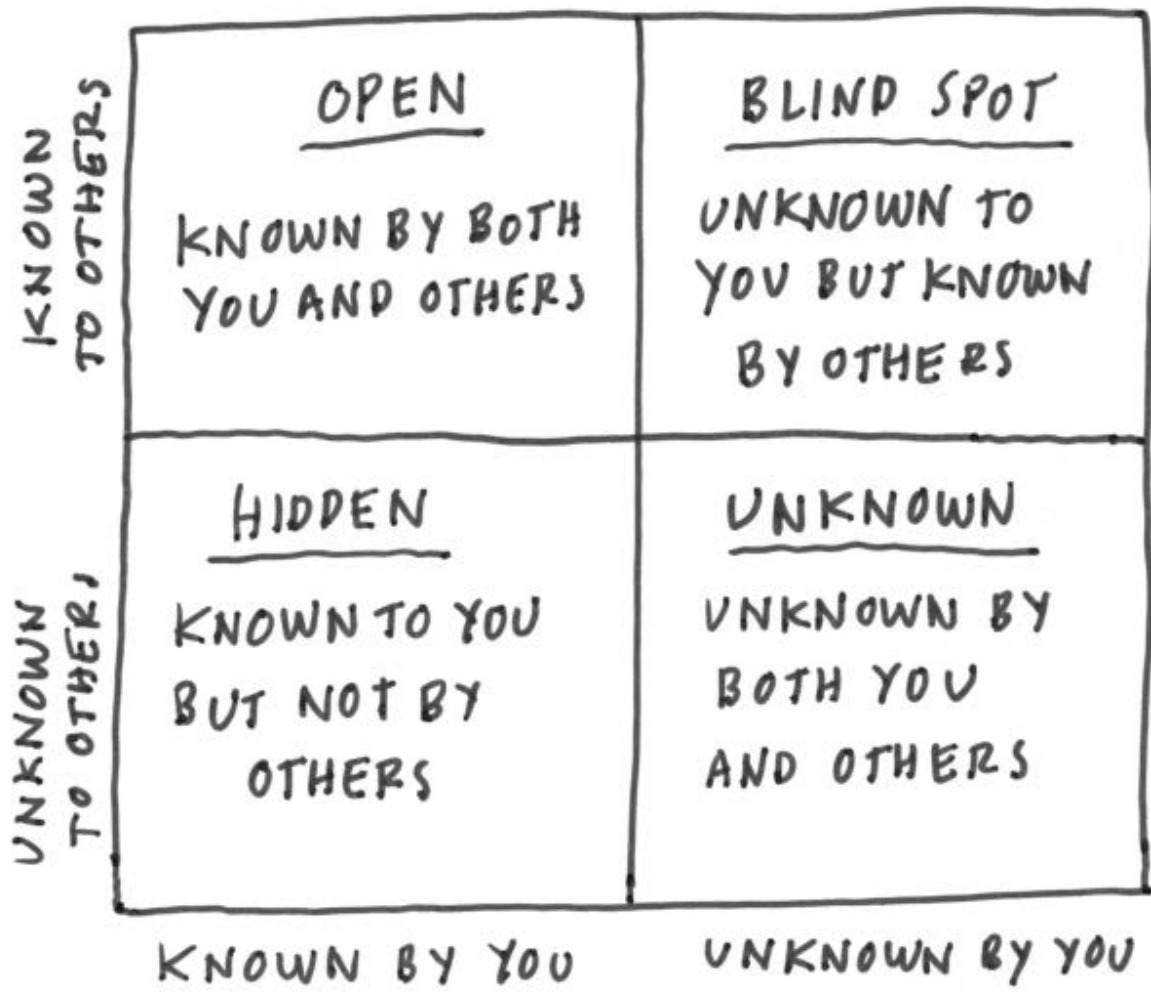 KNOWN
TO OTHERS
OPEN
KNOWN BY BOTH
YOU AND OTHERS
BLIND SPOT
UNKNOWN TO
YOU BUT KNOWN
BY OTHERS
UNKNOWN
TO OTHERS
HIDDEN
KNOWN TO YOU
BUT NOT BY
OTHERS
UNKNOWN
UNKNOWN BY
BOTH YOU
AND OTHERS
KNOWN BY YOU
UNKNOWN BY YOU